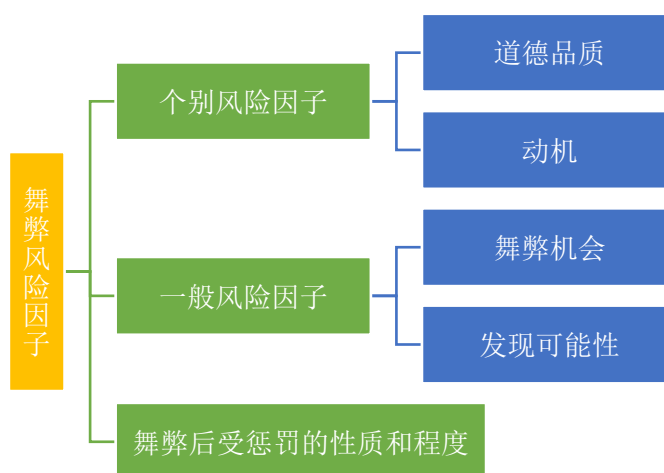 舞弊风险因子
个别风险因子
道德品质
动机
一般风险因子
舞弊机会
发现可能性
舞弊后受惩罚的性质和程度